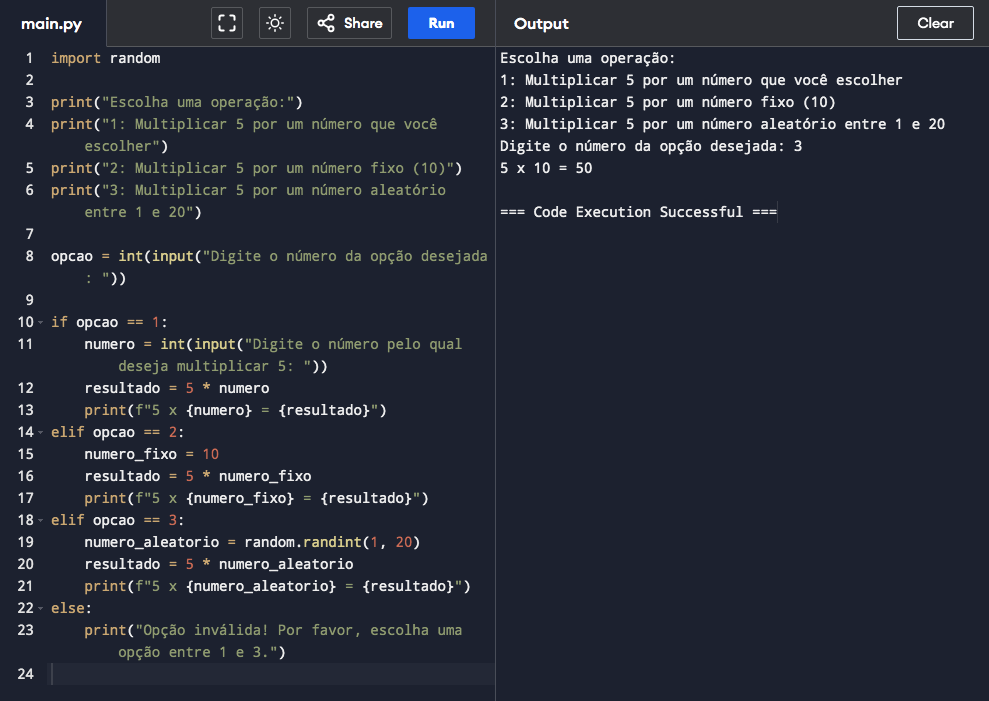 main.py
Share
Run
Output
Clear
1 import random
2
3 print("Escolha uma operação:")
4 print("1: Multiplicar 5 por um número que você
escolher")
5 print("2: Multiplicar 5 por um número fixo (10)")
6 print("3: Multiplicar 5 por um número aleatório
entre 1 e 20")
7
8 opcao = int(input("Digite o número da opção desejada
: "))
9
10 if opcao == 1:
11 numero = int(input("Digite o número pelo qual
deseja multiplicar 5: "))
12 resultado = 5 * numero
13 print(f"5 x {numero} = {resultado}")
14 elif opcao == 2:
15 numero_fixo = 10
16 resultado = 5 * numero_fixo
17 print(f"5 x {numero_fixo} = {resultado}")
18 elif opcao == 3:
19 numero_aleatorio = random.randint(1, 20)
20 resultado = 5 * numero_aleatorio
21 print(f"5 x {numero_aleatorio} = {resultado}")
22 else:
23 print("Opção inválida! Por favor, escolha uma
opção entre 1 e 3.")
24
Escolha uma operação:
1: Multiplicar 5 por um número que você escolher
2: Multiplicar 5 por um número fixo (10)
3: Multiplicar 5 por um número aleatório entre 1 e 20
Digite o número da opção desejada: 3
5 x 10 = 50
=== Code Execution Successful ===